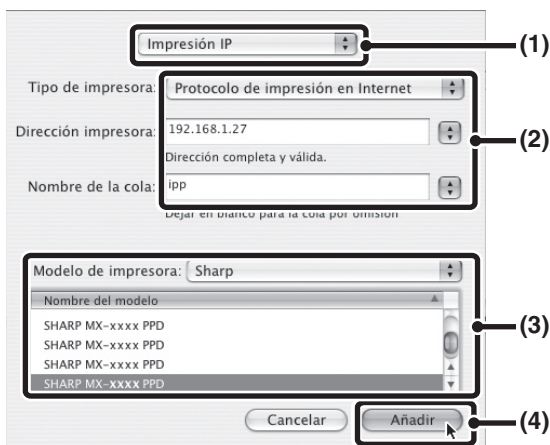 Impresión IP
(1)
Tipo de impresora: Protocolo de impresión en Internet
Dirección impresora: 192.168.1.27
(2)
Dirección completa y válida.
Nombre de la cola: ipp
Dejar en blanco para la cola por omisión
Modelo de impresora: Sharp
Nombre del modelo
SHARP MX-xxxx PPD
(3)
SHARP MX-xxxx PPD
SHARP MX-xxxx PPD
SHARP MX-xxxx PPD
Cancelar Añadir (4)